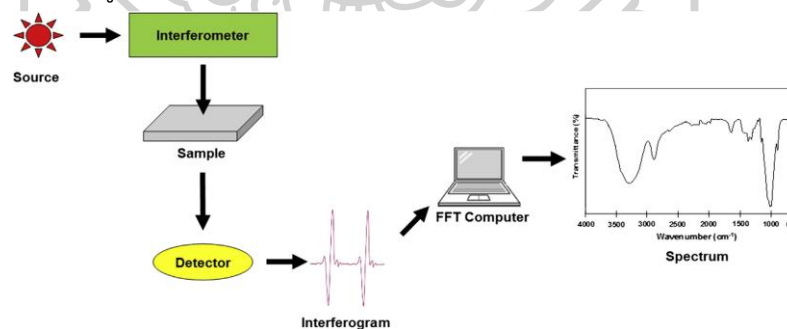 Source
Interferometer
Sample
Detector
Interferogram
FFT Computer
Transmittance (%)
4000 3500 3000 2500 2000 1500 1000
Wavenumber (cm-1)
Spectrum